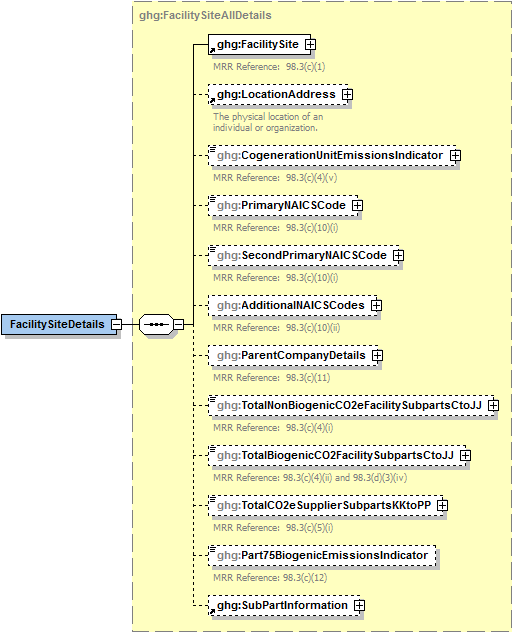 ghg:FacilitySiteAllDetails
ghg:FacilitySite
MRR Reference: 98.3(c)(1)
ghg:LocationAddress
The physical location of an
individual or organization.
ghg:CogenerationUnitEmissionsIndicator
MRR Reference: 98.3(c)(4)(v)
ghg:PrimaryNAICSCode
MRR Reference: 98.3(c)(10)(i)
ghg:SecondPrimaryNAICSCode
MRR Reference: 98.3(c)(10)(i)
ghg:AdditionalNAICSCodes
MRR Reference: 98.3(c)(10)(ii)
FacilitySiteDetails
ghg:ParentCompanyDetails
MRR Reference: 98.3(c)(11)
ghg:TotalNonBiogenicCO2eFacilitySubpartsCtoJJ
MRR Reference: 98.3(c)(4)(i)
ghg:TotalBiogenicCO2FacilitySubpartsCtoJJ
MRR Reference: 98.3(c)(4)(ii) and 98.3(d)(3)(iv)
ghg:TotalCO2eSupplierSubpartsKKtoPP
MRR Reference: 98.3(c)(5)(i)
ghg:Part75BiogenicEmissionsIndicator
MRR Reference: 98.3(c)(12)
ghg:SubPartInformation